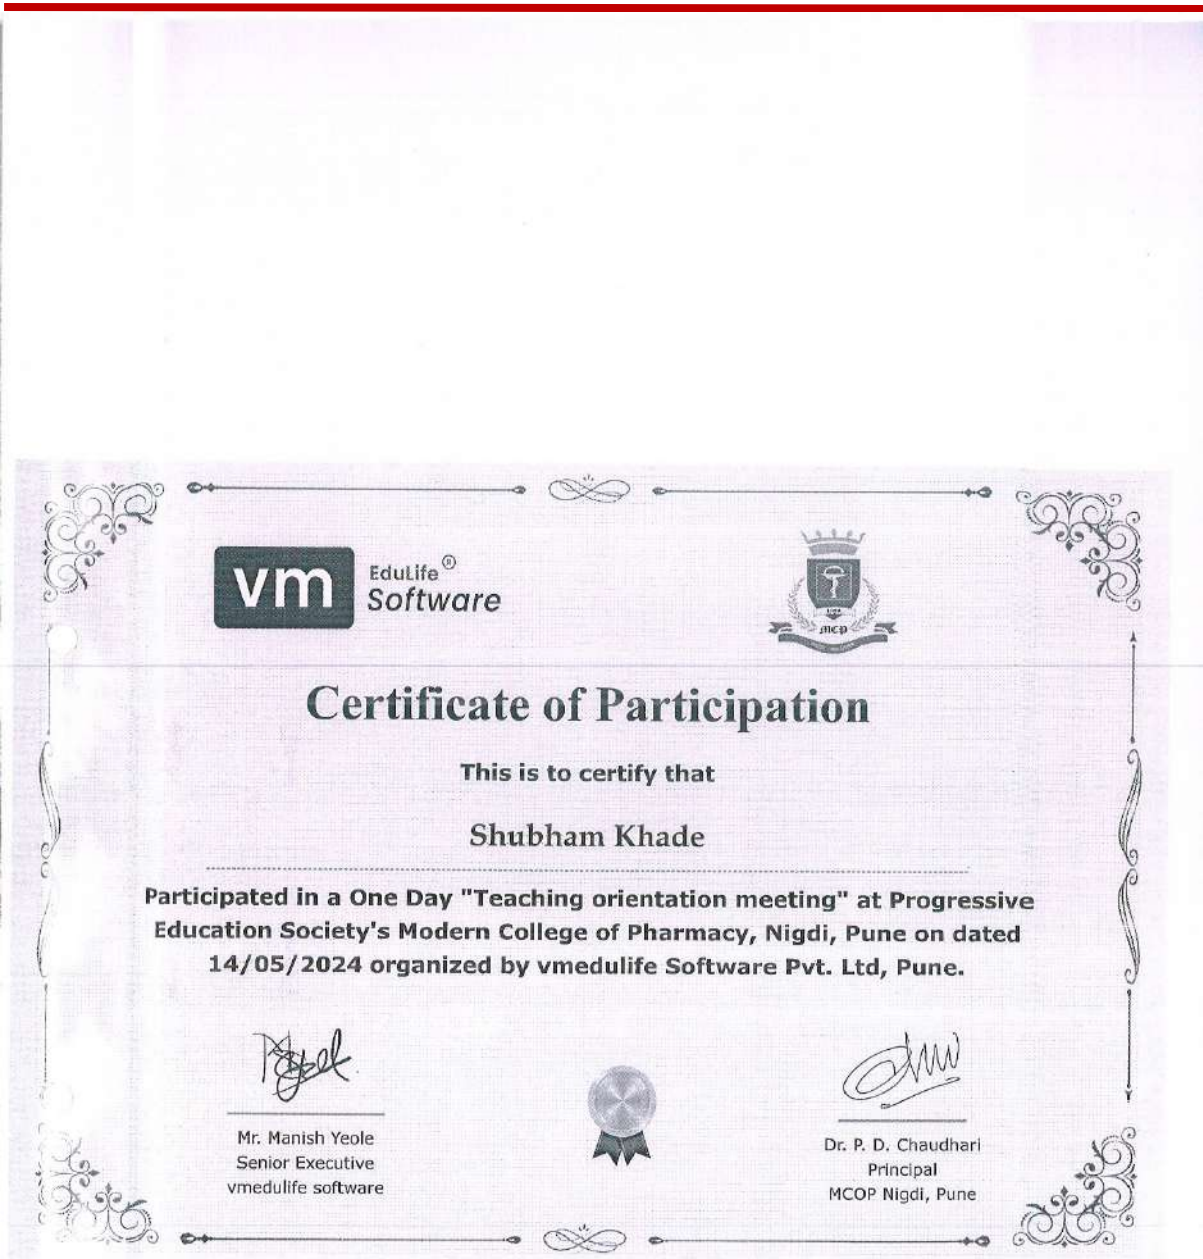 vm EduLife®
Software
MCP
Certificate of Participation
This is to certify that
Shubham Khade
Participated in a One Day "Teaching orientation meeting" at Progressive
Education Society's Modern College of Pharmacy, Nigdi, Pune on dated
14/05/2024 organized by vmedulife Software Pvt. Ltd, Pune.
Mr. Manish Yeole
Senior Executive
vmedulife software
Dr. P. D. Chaudhari
Principal
MCOP Nigdi, Pune